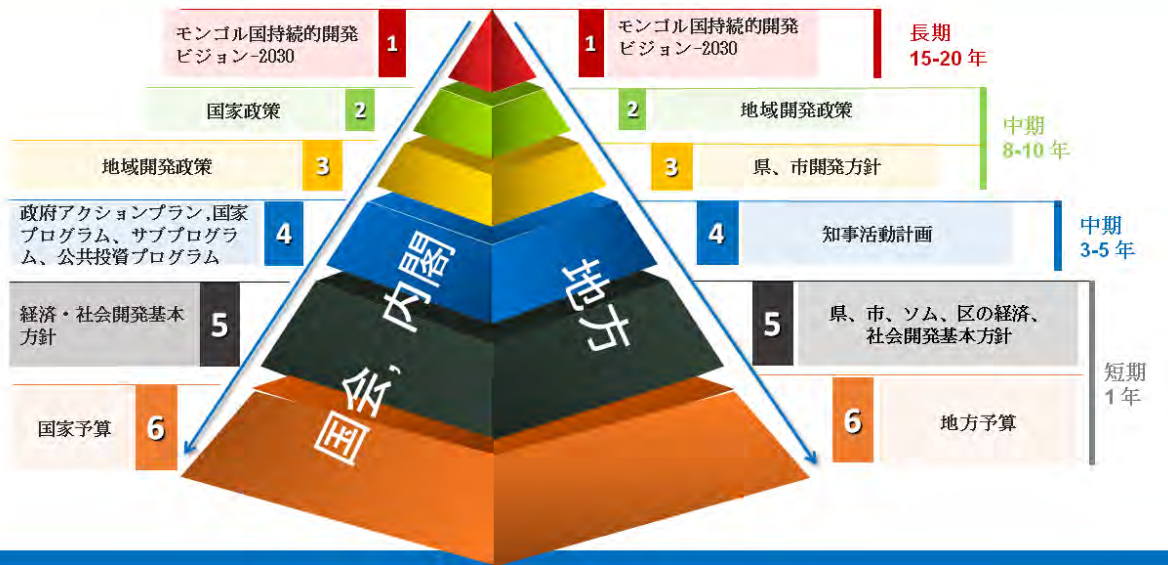 モンゴル国持続的開発
ビジョン-2030
1
1
モンゴル国持続的開発
ビジョン-2030
長期
15-20 年
国家政策
2
2
地域開発政策
中期
8-10 年
地域開発政策
3
3
県、市開発方針
政府アクションプラン,国家
プログラム、サブプログラ
ム、公共投資プログラム
4
4
知事活動計画
中期
3-5 年
国会, 内閣
地方
経済・社会開発基本
方針
5
5
県、市、ソム、区の経済、
社会開発基本方針
短期
1 年
国家予算
6
6
地方予算